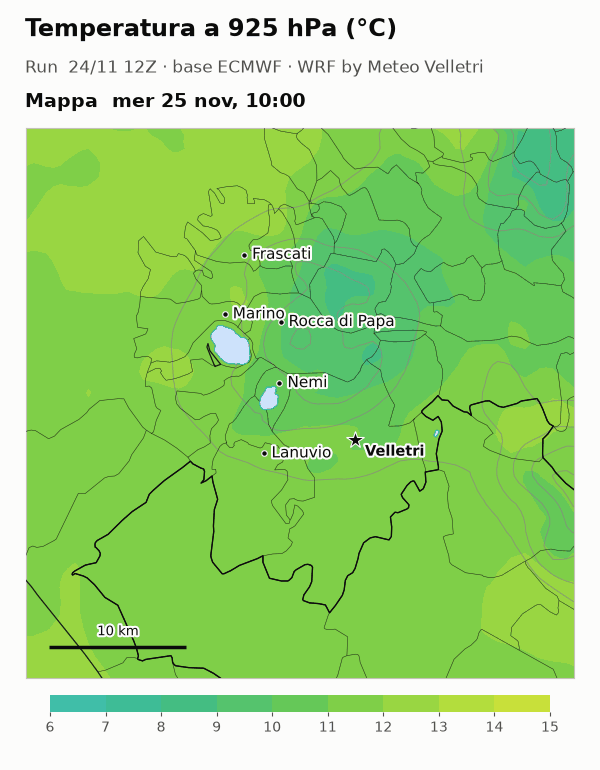 Temperatura a 925 hPa (°C)
Run  24/11 12Z · base ECMWF · WRF by Meteo Velletri
Mappa  mer 25 nov, 10:00
Frascati
Marino
Rocca di Papa
Nemi
Velletri
Lanuvio
10 km
6 7 8 9 10 11 12 13 14 15